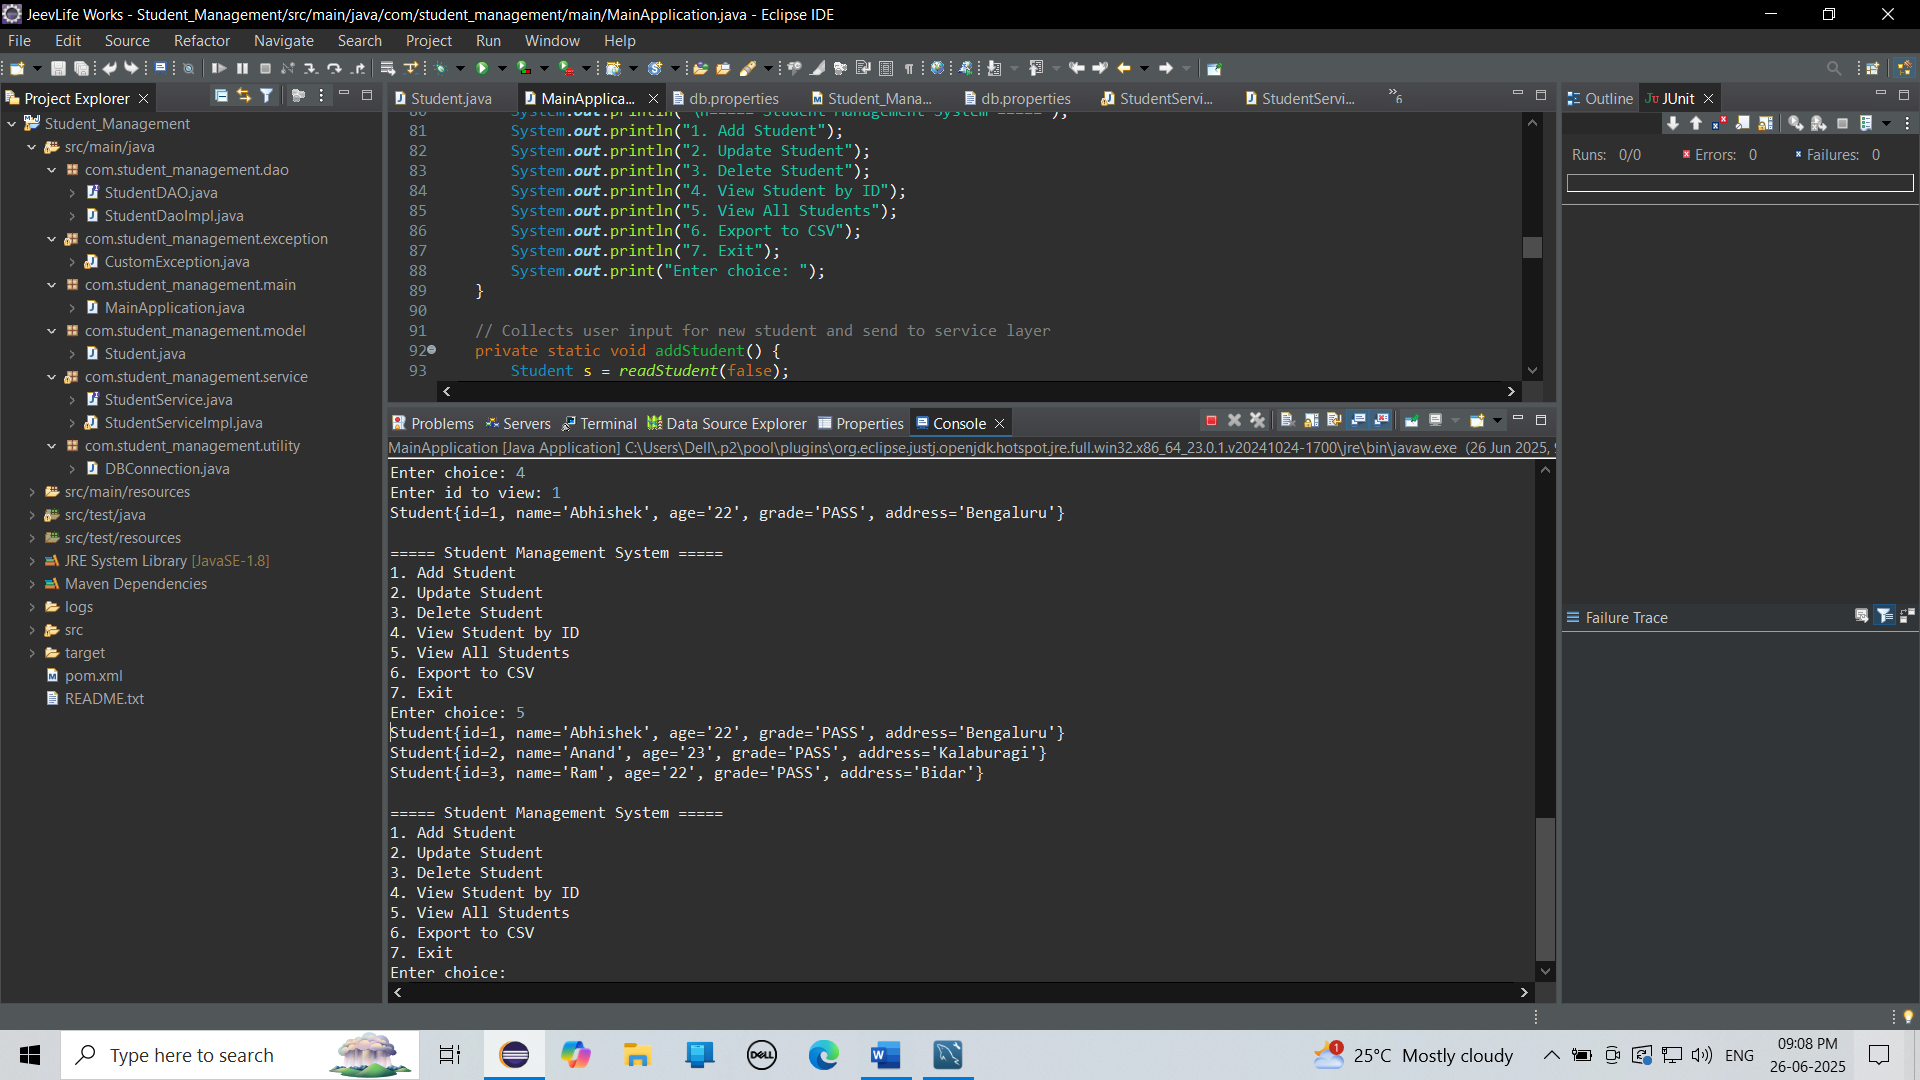 JeevLife Works - Student_Management/src/main/java/com/student_management/main/MainApplication.java - Eclipse IDE
File Edit Source Refactor Navigate Search Project Run Window Help
Project Explorer
Student_Management
src/main/java
com.student_management.dao
StudentDAO.java
StudentDaoImpl.java
com.student_management.exception
CustomException.java
com.student_management.main
MainApplication.java
com.student_management.model
Student.java
com.student_management.service
StudentService.java
StudentServiceImpl.java
com.student_management.utility
DBConnection.java
src/main/resources
src/test/java
src/test/resources
JRE System Library [JavaSE-1.8]
Maven Dependencies
logs
src
target
pom.xml
README.txt
Student.java MainApplica... db.properties Student_Mana... db.properties StudentServi... StudentServi... »6
81 System.out.println("1. Add Student");
82 System.out.println("2. Update Student");
83 System.out.println("3. Delete Student");
84 System.out.println("4. View Student by ID");
85 System.out.println("5. View All Students");
86 System.out.println("6. Export to CSV");
87 System.out.println("7. Exit");
88 System.out.print("Enter choice: ");
89 }
90
91 // Collects user input for new student and send to service layer
92 private static void addStudent() {
93 Student s = readStudent(false);
Problems Servers Terminal Data Source Explorer Properties Console
MainApplication [Java Application] C:\Users\Dell\.p2\pool\plugins\org.eclipse.justj.openjdk.hotspot.jre.full.win32.x86_64_23.0.1.v20241024-1700\jre\bin\javaw.exe (26 Jun 2025,
Enter choice: 4
Enter id to view: 1
Student{id=1, name='Abhishek', age='22', grade='PASS', address='Bengaluru'}
===== Student Management System =====
1. Add Student
2. Update Student
3. Delete Student
4. View Student by ID
5. View All Students
6. Export to CSV
7. Exit
Enter choice: 5
Student{id=1, name='Abhishek', age='22', grade='PASS', address='Bengaluru'}
Student{id=2, name='Anand', age='23', grade='PASS', address='Kalaburagi'}
Student{id=3, name='Ram', age='22', grade='PASS', address='Bidar'}
===== Student Management System =====
1. Add Student
2. Update Student
3. Delete Student
4. View Student by ID
5. View All Students
6. Export to CSV
7. Exit
Enter choice:
Outline JUnit
Runs: 0/0 Errors: 0 Failures: 0
Failure Trace
Type here to search
DELL
1
25°C Mostly cloudy
ENG
09:08 PM
26-06-2025